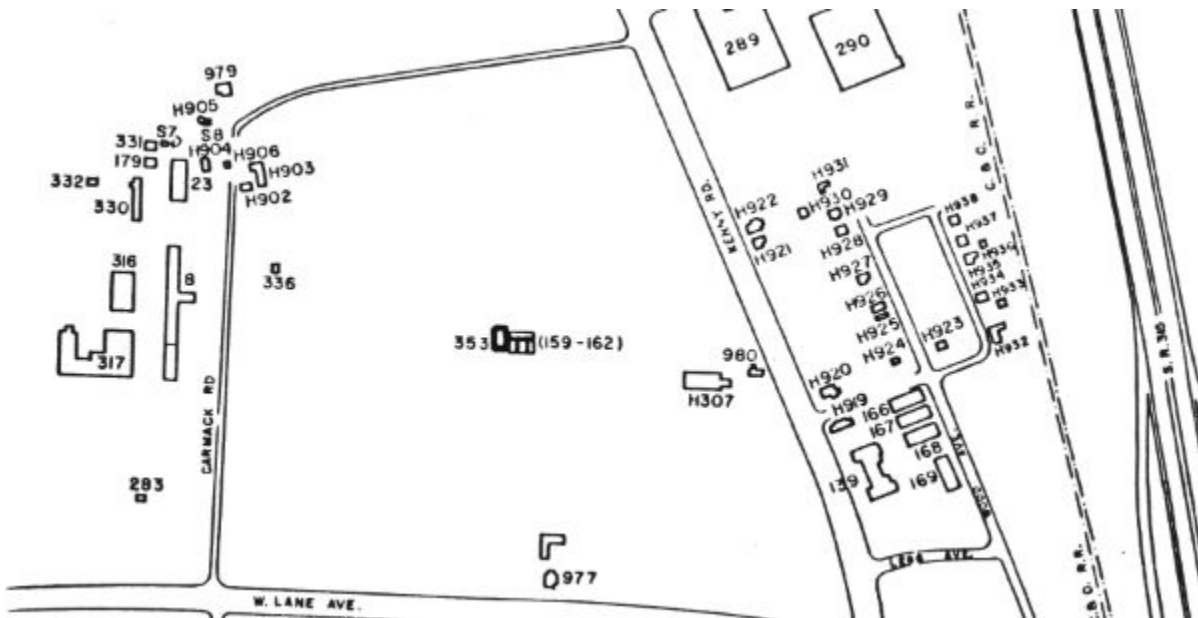 289
290
979
H905
S7
S8
331
H904
H906
179
H903
332
23
H902
330
316
8
336
317
CARMACK RD
283
KENNY RD.
C & O. R R.
H931
H930
H929
H922
H921
H928
H927
H926
H925
H924
H923
H938
H937
H936
H935
H934
H933
H932
S.R. 315
353
(159-162)
980
H307
H920
H919
166
167
168
169
139
AVE.
977
W. LANE AVE.
& O. R.R.